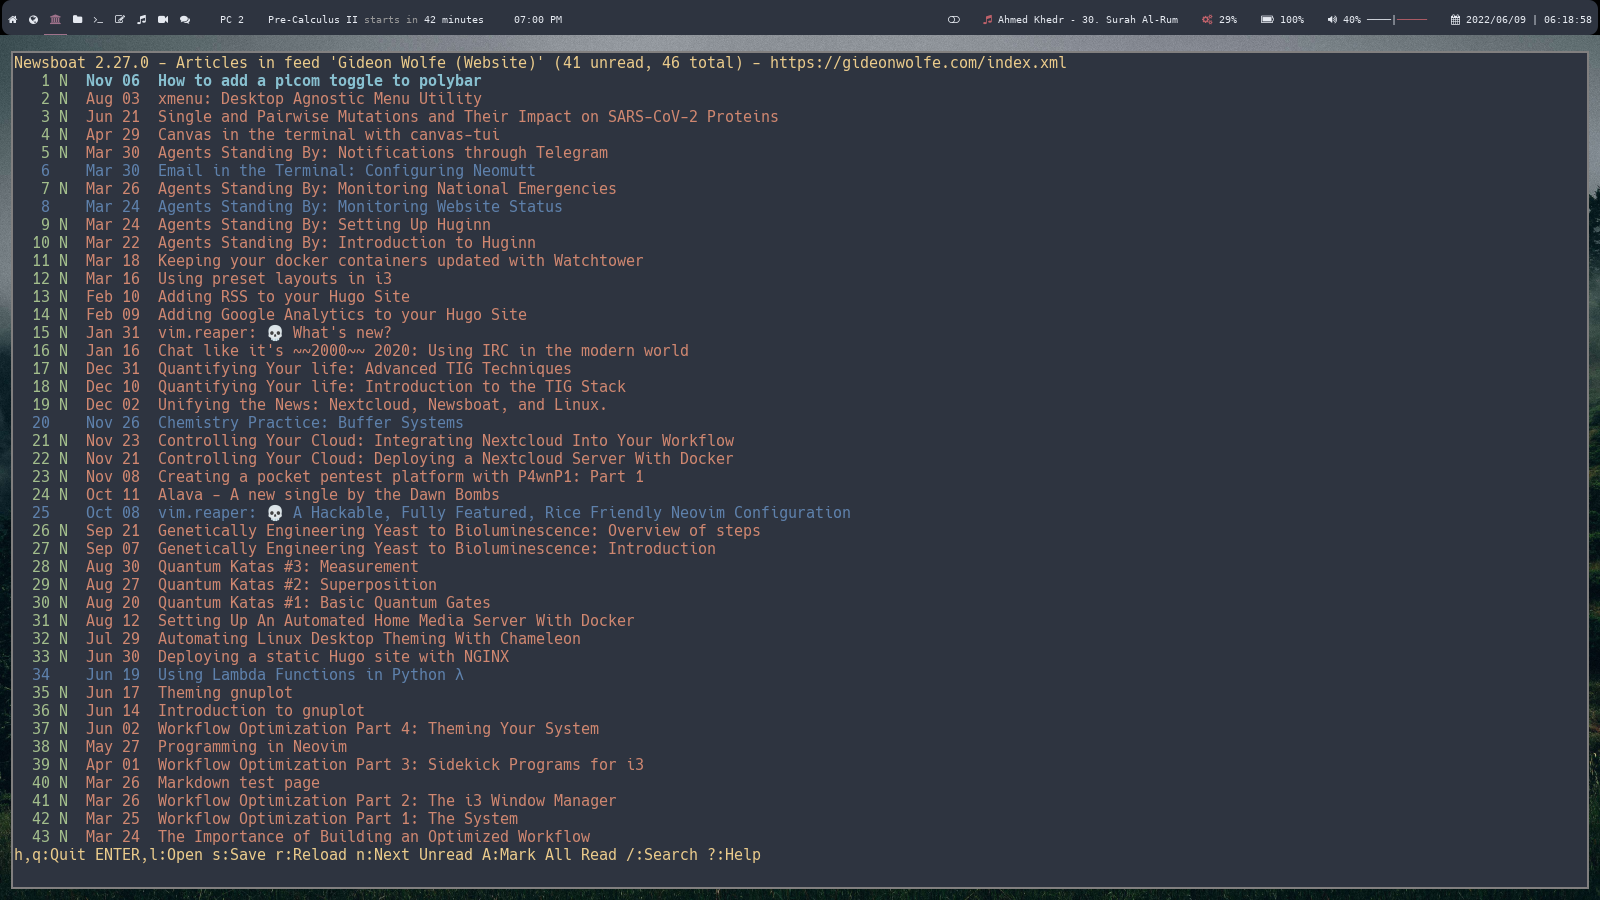 PC 2 Pre-Calculus II starts in 42 minutes 07:00 PM Ahmed Khedr - 30. Surah Al-Rum 29% 100% 40% 2022/06/09 | 06:18:58
Newsboat 2.27.0 - Articles in feed 'Gideon Wolfe (Website)' (41 unread, 46 total) - https://gideonwolfe.com/index.xml
1 N Nov 06 How to add a picom toggle to polybar
2 N Aug 03 xmenu: Desktop Agnostic Menu Utility
3 N Jun 21 Single and Pairwise Mutations and Their Impact on SARS-CoV-2 Proteins
4 N Apr 29 Canvas in the terminal with canvas-tui
5 N Mar 30 Agents Standing By: Notifications through Telegram
6 Mar 30 Email in the Terminal: Configuring Neomutt
7 N Mar 26 Agents Standing By: Monitoring National Emergencies
8 Mar 24 Agents Standing By: Monitoring Website Status
9 N Mar 24 Agents Standing By: Setting Up Huginn
10 N Mar 22 Agents Standing By: Introduction to Huginn
11 N Mar 18 Keeping your docker containers updated with Watchtower
12 N Mar 16 Using preset layouts in i3
13 N Feb 10 Adding RSS to your Hugo Site
14 N Feb 09 Adding Google Analytics to your Hugo Site
15 N Jan 31 vim.reaper: 💀 What's new?
16 N Jan 16 Chat like it's ~~2000~~ 2020: Using IRC in the modern world
17 N Dec 31 Quantifying Your life: Advanced TIG Techniques
18 N Dec 10 Quantifying Your life: Introduction to the TIG Stack
19 N Dec 02 Unifying the News: Nextcloud, Newsboat, and Linux.
20 Nov 26 Chemistry Practice: Buffer Systems
21 N Nov 23 Controlling Your Cloud: Integrating Nextcloud Into Your Workflow
22 N Nov 21 Controlling Your Cloud: Deploying a Nextcloud Server With Docker
23 N Nov 08 Creating a pocket pentest platform with P4wnP1: Part 1
24 N Oct 11 Alava - A new single by the Dawn Bombs
25 Oct 08 vim.reaper: 💀 A Hackable, Fully Featured, Rice Friendly Neovim Configuration
26 N Sep 21 Genetically Engineering Yeast to Bioluminescence: Overview of steps
27 N Sep 07 Genetically Engineering Yeast to Bioluminescence: Introduction
28 N Aug 30 Quantum Katas #3: Measurement
29 N Aug 27 Quantum Katas #2: Superposition
30 N Aug 20 Quantum Katas #1: Basic Quantum Gates
31 N Aug 12 Setting Up An Automated Home Media Server With Docker
32 N Jul 29 Automating Linux Desktop Theming With Chameleon
33 N Jun 30 Deploying a static Hugo site with NGINX
34 Jun 19 Using Lambda Functions in Python λ
35 N Jun 17 Theming gnuplot
36 N Jun 14 Introduction to gnuplot
37 N Jun 02 Workflow Optimization Part 4: Theming Your System
38 N May 27 Programming in Neovim
39 N Apr 01 Workflow Optimization Part 3: Sidekick Programs for i3
40 N Mar 26 Markdown test page
41 N Mar 26 Workflow Optimization Part 2: The i3 Window Manager
42 N Mar 25 Workflow Optimization Part 1: The System
43 N Mar 24 The Importance of Building an Optimized Workflow
h,q:Quit ENTER,l:Open s:Save r:Reload n:Next Unread A:Mark All Read /:Search ?:Help